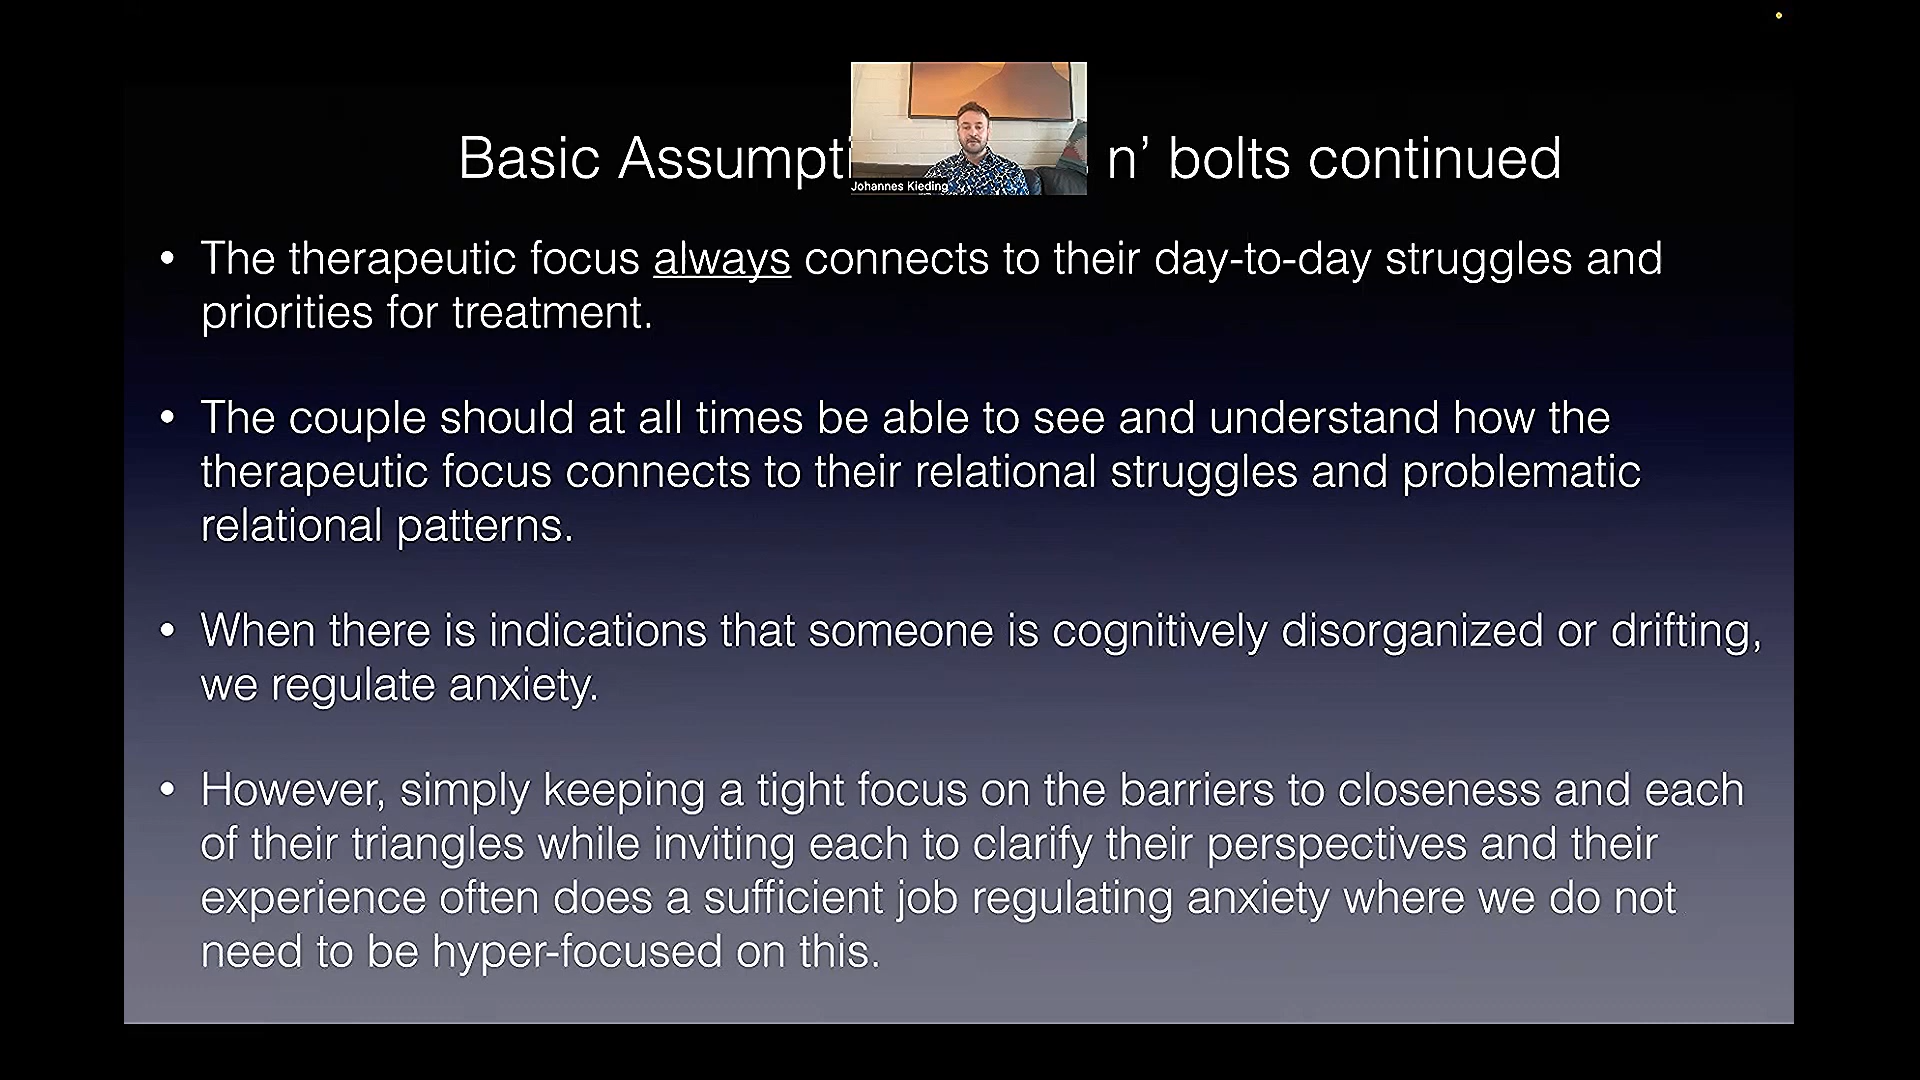 Basic Assumpti n’ bolts continued
Johannes Kieding
• The therapeutic focus always connects to their day-to-day struggles and
priorities for treatment.
• The couple should at all times be able to see and understand how the
therapeutic focus connects to their relational struggles and problematic
relational patterns.
• When there is indications that someone is cognitively disorganized or drifting,
we regulate anxiety.
• However, simply keeping a tight focus on the barriers to closeness and each
of their triangles while inviting each to clarify their perspectives and their
experience often does a sufficient job regulating anxiety where we do not
need to be hyper-focused on this.